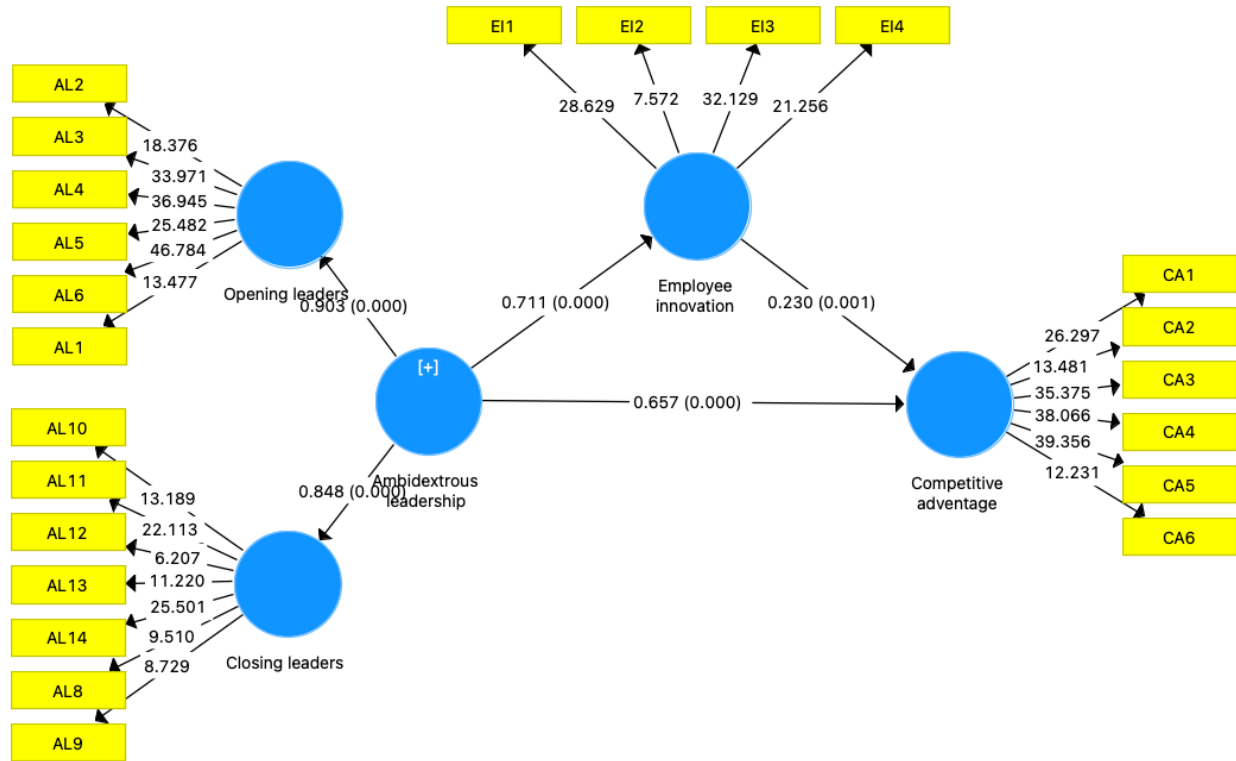 EI1
EI2
EI3
EI4
28.629
7.572
32.129
21.256
AL2
AL3
AL4
AL5
AL6
AL1
18.376
33.971
36.945
25.482
46.784
13.477
Opening leaders
0.903 (0.000)
0.711 (0.000)
Employee
innovation
0.230 (0.001)
[+]
0.657 (0.000)
Ambidextrous
leadership
0.848 (0.000)
CA1
CA2
CA3
CA4
CA5
CA6
26.297
13.481
35.375
38.066
39.356
12.231
Competitive
adventage
AL10
AL11
AL12
AL13
AL14
AL8
AL9
13.189
22.113
6.207
11.220
25.501
9.510
8.729
Closing leaders